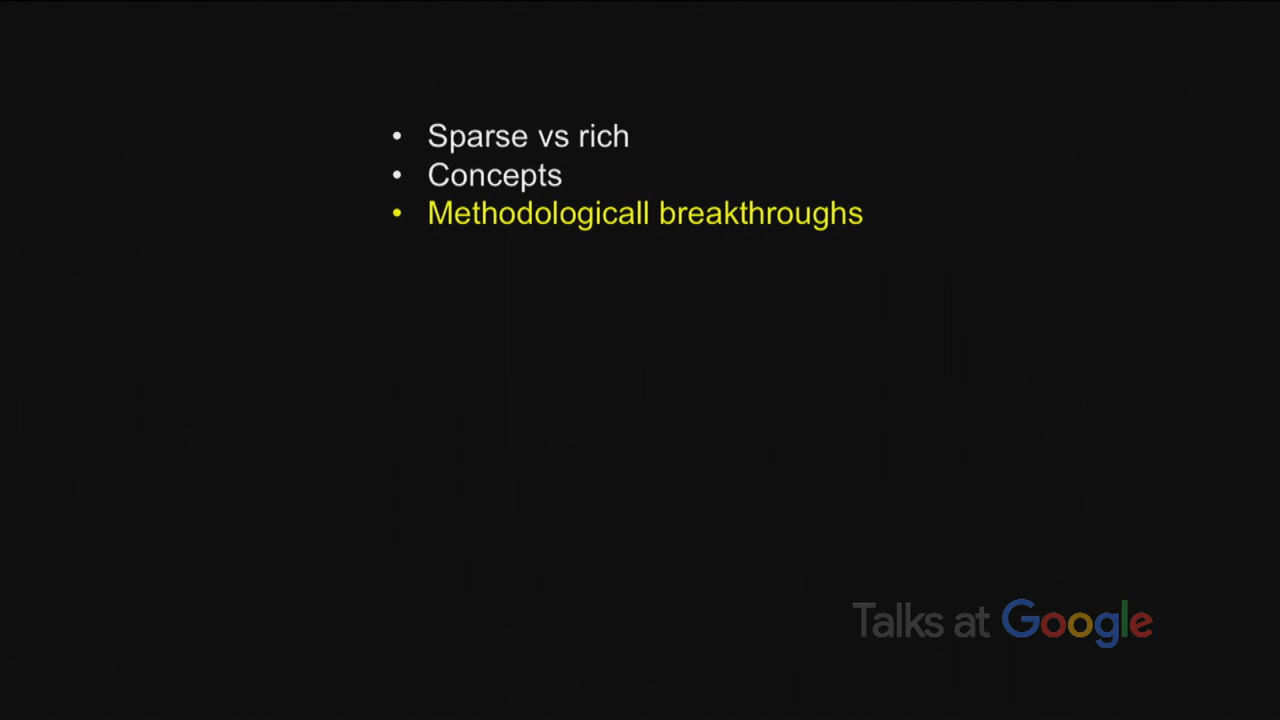 • Sparse vs rich
• Concepts
• Methodologicall breakthroughs
Talks at Google